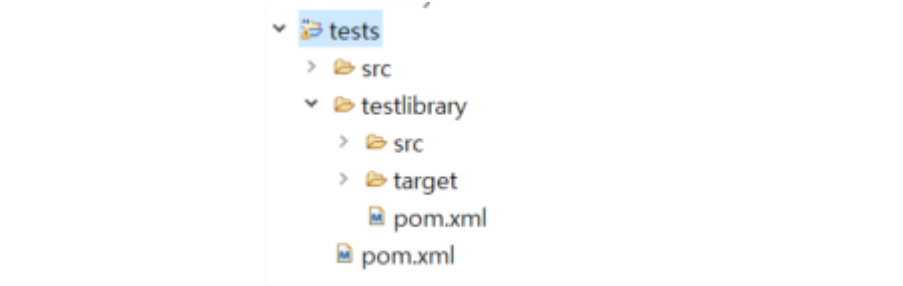 tests
src
testlibrary
src
target
pom.xml
pom.xml